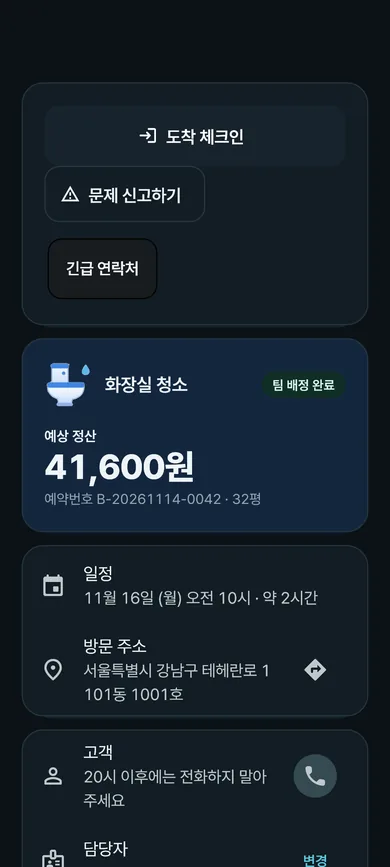 도착 체크인
문제 신고하기
긴급 연락처
화장실 청소
팀 배정 완료
예상 정산
41,600원
예약번호 B-20261114-0042 · 32평
일정
11월 16일 (월) 오전 10시 · 약 2시간
방문 주소
서울특별시 강남구 테헤란로 1
101동 1001호
고객
20시 이후에는 전화하지 말아
주세요
담당자
변경